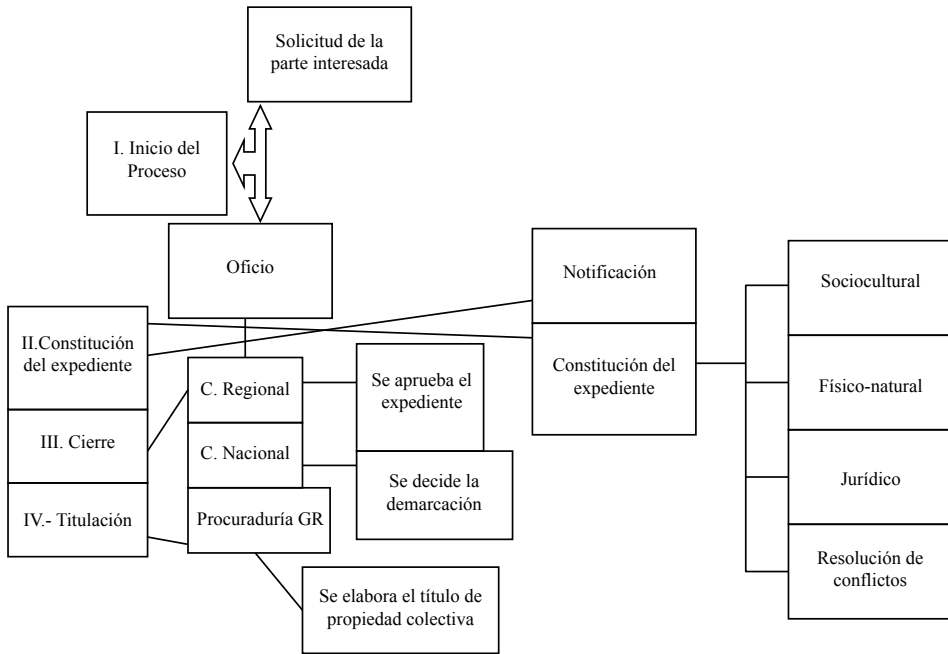 Solicitud de la
parte interesada
I. Inicio del
Proceso
Oficio
Notificación
Sociocultural
II.Constitución
del expediente
Constitución del
expediente
C. Regional
Se aprueba el
expediente
Físico-natural
III. Cierre
C. Nacional
Se decide la
demarcación
Jurídico
IV.- Titulación
Procuraduría GR
Resolución de
conflictos
Se elabora el título de
propiedad colectiva